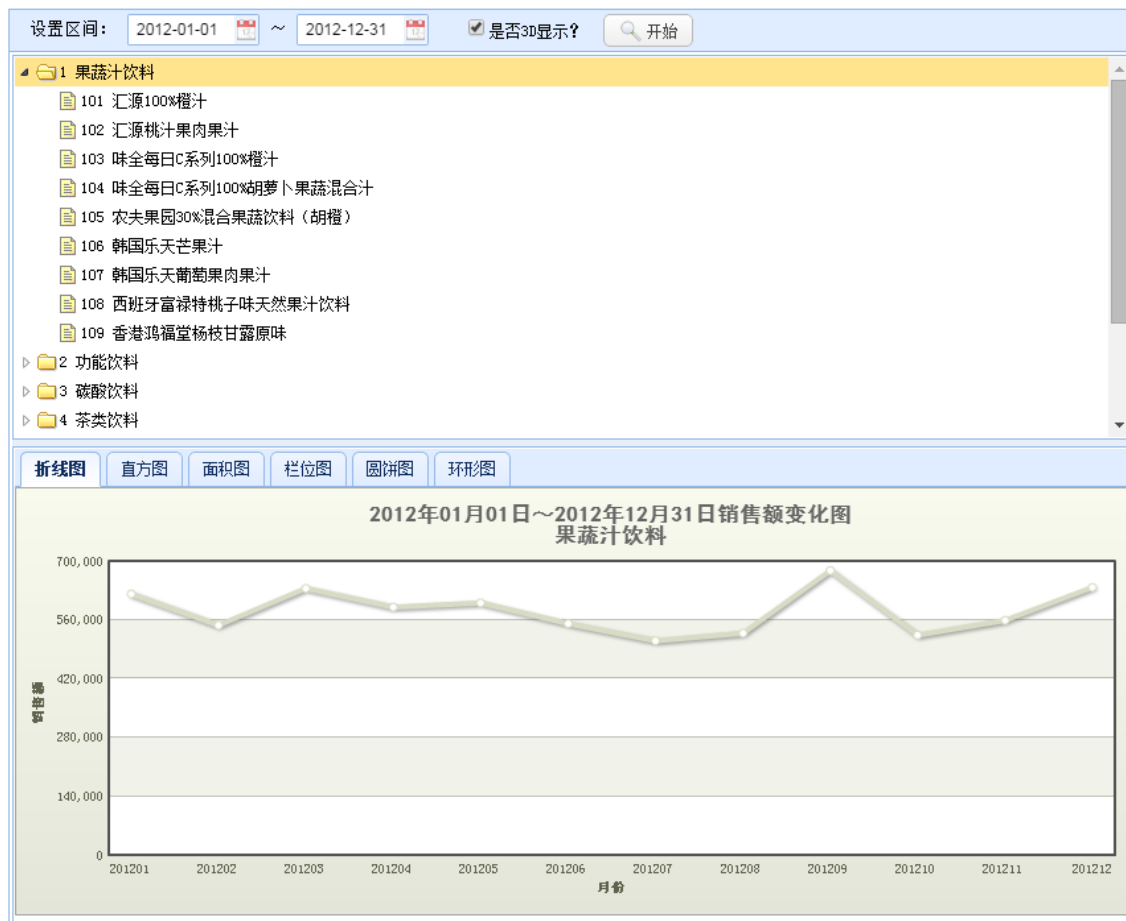 设置区间: 2012-01-01 ~ 2012-12-31 是否3D显示? 开始
1 果蔬汁饮料
101 汇源100%橙汁
102 汇源桃汁果肉果汁
103 味全每日C系列100%橙汁
104 味全每日C系列100%胡萝卜果蔬混合汁
105 农夫果园30%混合果蔬饮料（胡橙）
106 韩国乐天芒果汁
107 韩国乐天葡萄果肉果汁
108 西班牙富禄特桃子味天然果汁饮料
109 香港鸿福堂杨枝甘露原味
2 功能饮料
3 碳酸饮料
4 茶类饮料
折线图 直方图 面积图 栏位图 圆饼图 环形图
2012年01月01日～2012年12月31日销售额变化图
果蔬汁饮料
700,000
560,000
420,000
销售额
280,000
140,000
0
201201 201202 201203 201204 201205 201206 201207 201208 201209 201210 201211 201212
月份